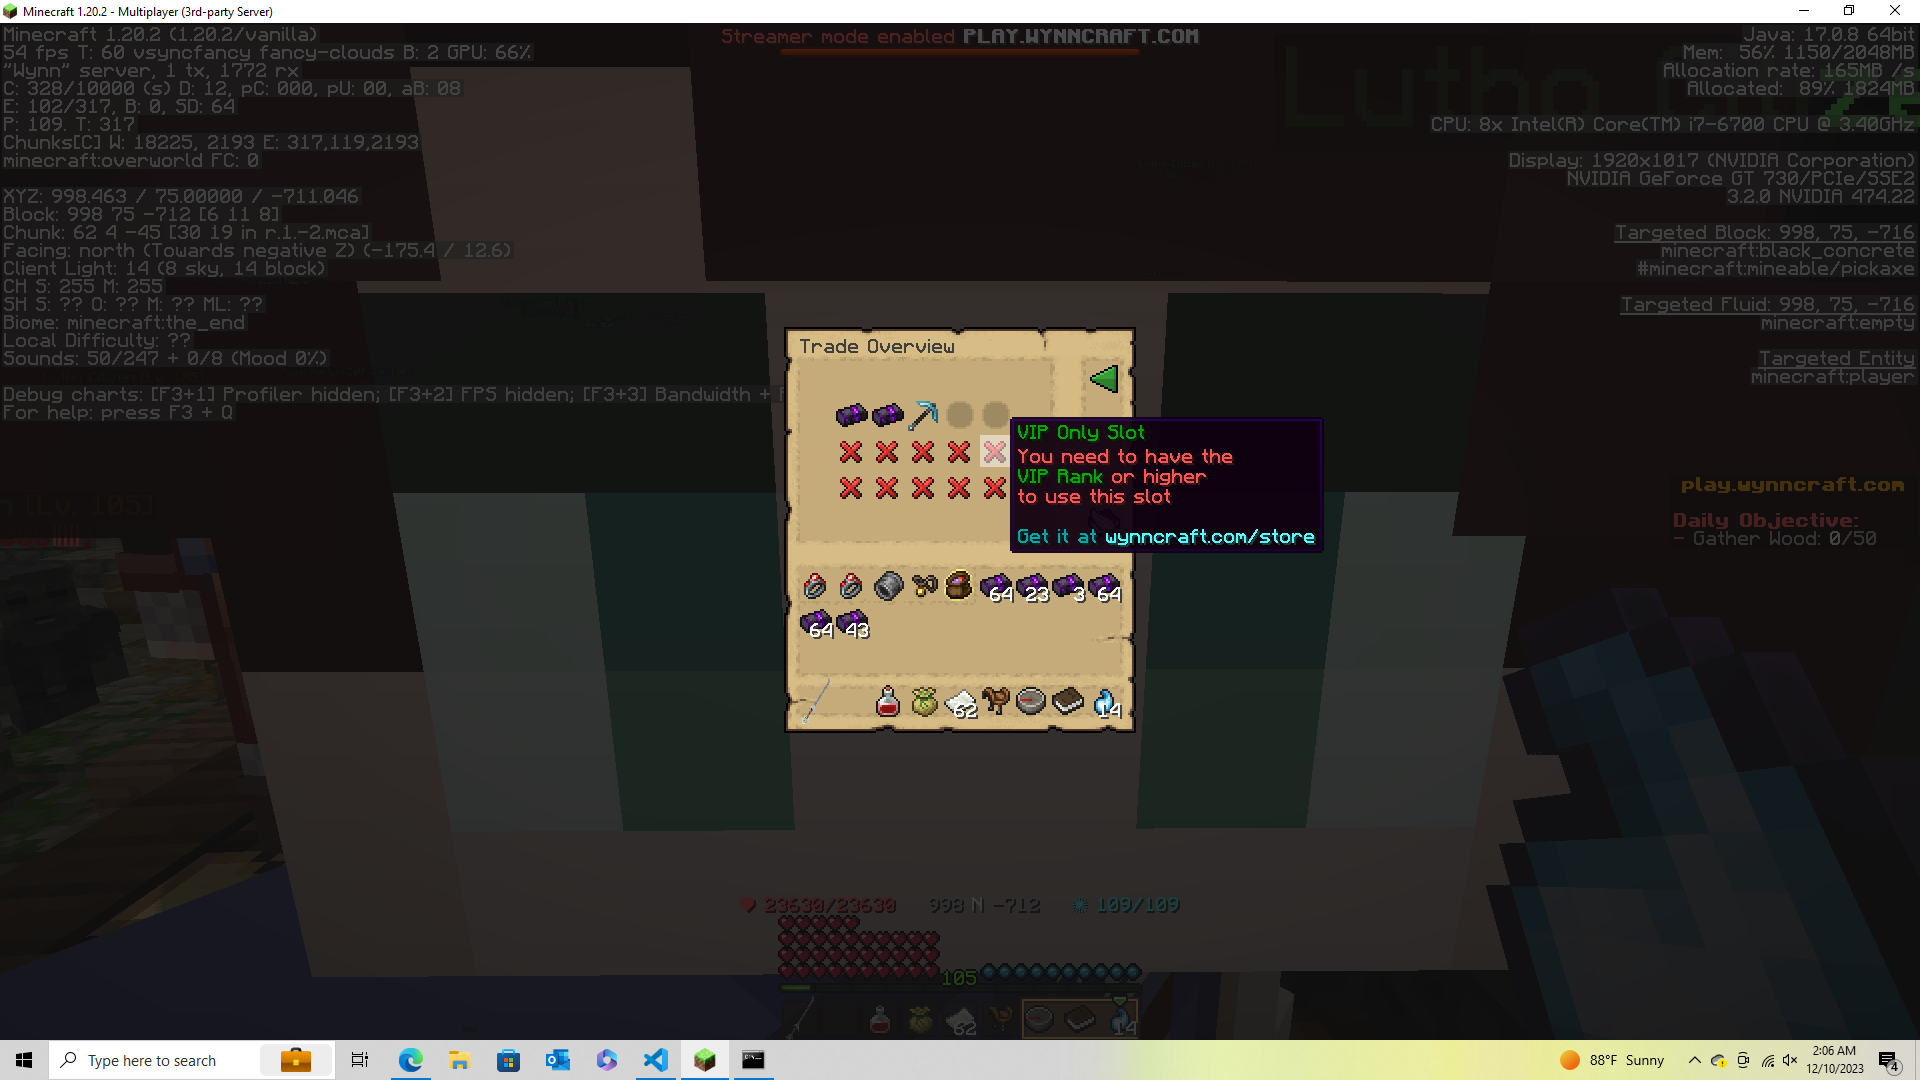 Minecraft 1.20.2 - Multiplayer (3rd-party Server)
Minecraft 1.20.2 (1.20.2/vanilla)
54 fps T: 60 vsyncfancy fancy-clouds B: 2 GPU: 66%
"Wynn" server, 1 tx, 1772 rx
C: 328/10000 (s) D: 12, pC: 000, pU: 00, aB: 08
E: 102/317, B: 0, SD: 64
P: 109. T: 317
Chunks[C] W: 18225, 2193 E: 317,119,2193
minecraft:overworld FC: 0
XYZ: 998.463 / 75.00000 / -711.046
Block: 998 75 -712 [6 11 8]
Chunk: 62 4 -45 [30 19 in r.1.-2.mca]
Facing: north (Towards negative Z) (-175.4 / 12.6)
Client Light: 14 (8 sky, 14 block)
CH S: 255 M: 255
SH S: ?? O: ?? M: ?? ML: ??
Biome: minecraft:the_end
Local Difficulty: ??
Sounds: 50/247 + 0/8 (Mood 0%)
Debug charts: [F3+1] Profiler hidden; [F3+2] FPS hidden; [F3+3] Bandwidth +
For help: press F3 + Q
Streamer mode enabled PLAY.WYNNCRAFT.COM
Java: 17.0.8 64bit
Mem: 56% 1150/2048MB
Allocation rate: 165MB /s
Allocated: 89% 1824MB
CPU: 8x Intel(R) Core(TM) i7-6700 CPU @ 3.40GHz
Display: 1920x1017 (NVIDIA Corporation)
NVIDIA GeForce GT 730/PCIe/SSE2
3.2.0 NVIDIA 474.22
Targeted Block: 998, 75, -716
minecraft:black_concrete
#minecraft:mineable/pickaxe
Targeted Fluid: 998, 75, -716
minecraft:empty
Targeted Entity
minecraft:player
Lutho
Trade Overview
VIP Only Slot
You need to have the
VIP Rank or higher
to use this slot
Get it at wynncraft.com/store
64 23 3 64
64 43
62 14
[Lv. 105]
play.wynncraft.com
Daily Objective:
- Gather Wood: 0/50
23630/23630 998 N -712 109/109
105
62 14
Type here to search
88°F Sunny
2:06 AM
12/10/2023
4